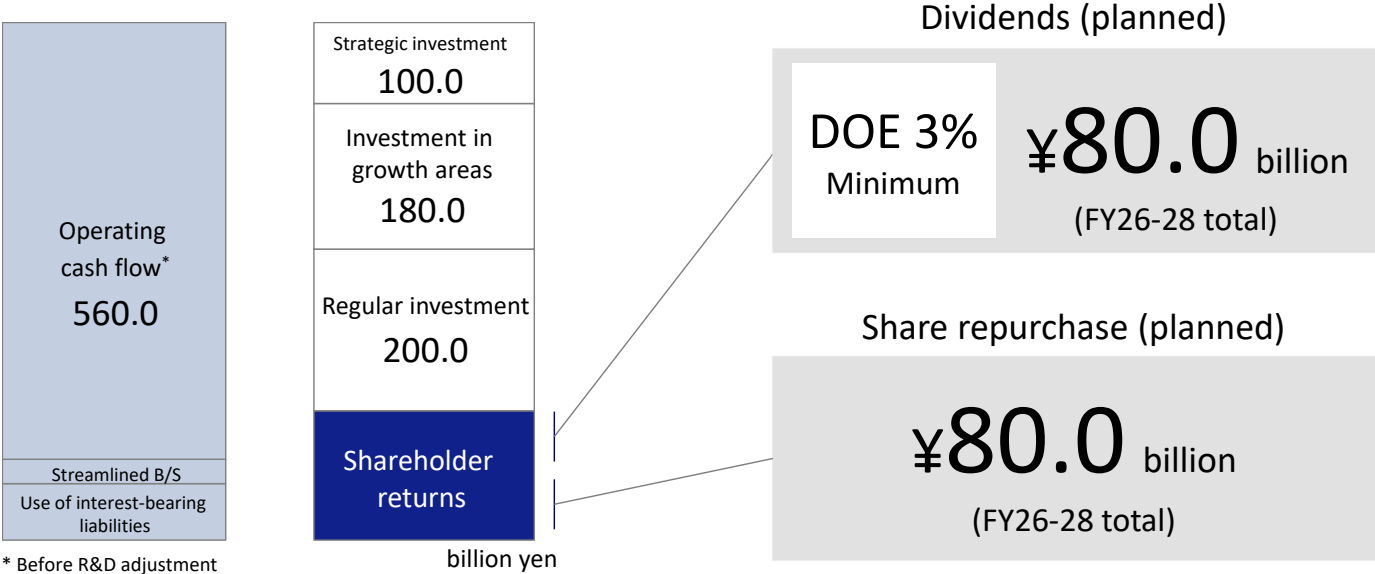 Operating
cash flow*
560.0
Streamlined B/S
Use of interest-bearing
liabilities
* Before R&D adjustment
Strategic investment
100.0
Investment in
growth areas
180.0
Regular investment
200.0
Shareholder
returns
billion yen
Dividends (planned)
DOE 3%
Minimum
¥80.0 billion
(FY26-28 total)
Share repurchase (planned)
¥80.0 billion
(FY26-28 total)